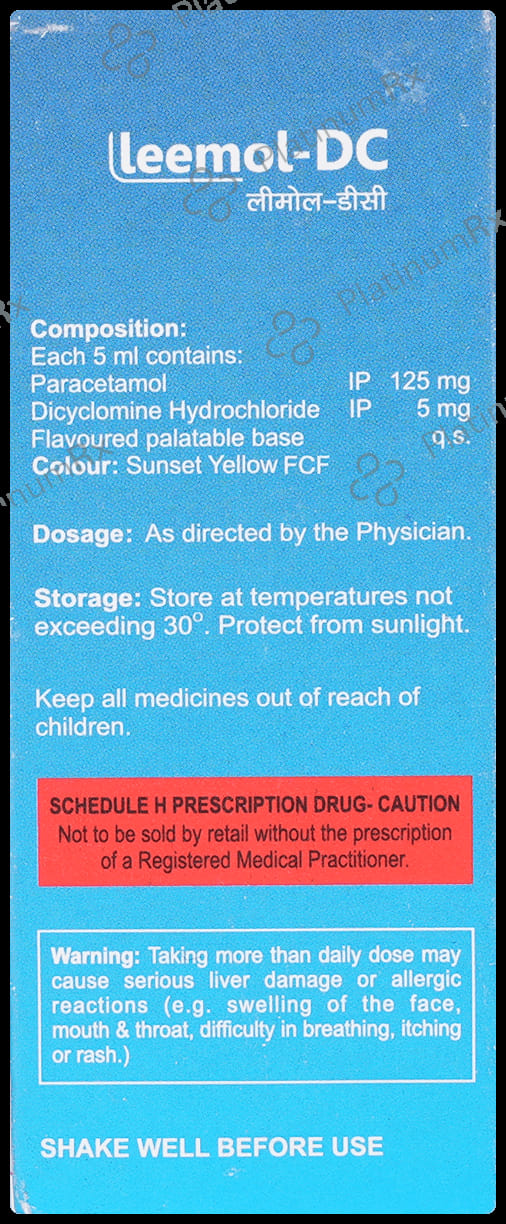 leemol-DC
लीमोल-डीसी
Composition:
Each 5 ml contains:
Paracetamol IP 125 mg
Dicyclomine Hydrochloride IP 5 mg
Flavoured palatable base q.s.
Colour: Sunset Yellow FCF
Dosage: As directed by the Physician.
Storage: Store at temperatures not
exceeding 30°. Protect from sunlight.
Keep all medicines out of reach of
children.
SCHEDULE H PRESCRIPTION DRUG- CAUTION
Not to be sold by retail without the prescription
of a Registered Medical Practitioner.
Warning: Taking more than daily dose may
cause serious liver damage or allergic
reactions (e.g. swelling of the face,
mouth & throat, difficulty in breathing, itching
or rash.)
SHAKE WELL BEFORE USE
PlatinumRx
PlatinumRx